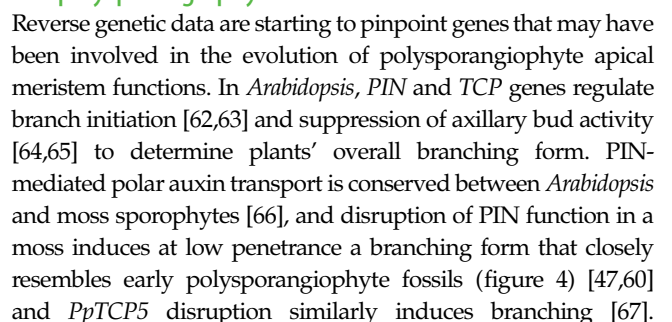 Reverse genetic data are starting to pinpoint genes that may have
been involved in the evolution of polysporangiophyte apical
meristem functions. In Arabidopsis, PIN and TCP genes regulate
branch initiation [62,63] and suppression of axillary bud activity
[64,65] to determine plants' overall branching form. PIN-
mediated polar auxin transport is conserved between Arabidopsis
and moss sporophytes [66], and disruption of PIN function in a
moss induces at low penetrance a branching form that closely
resembles early polysporangiophyte fossils (figure 4) [47,60]
and PpTCP5 disruption similarly induces branching [67].